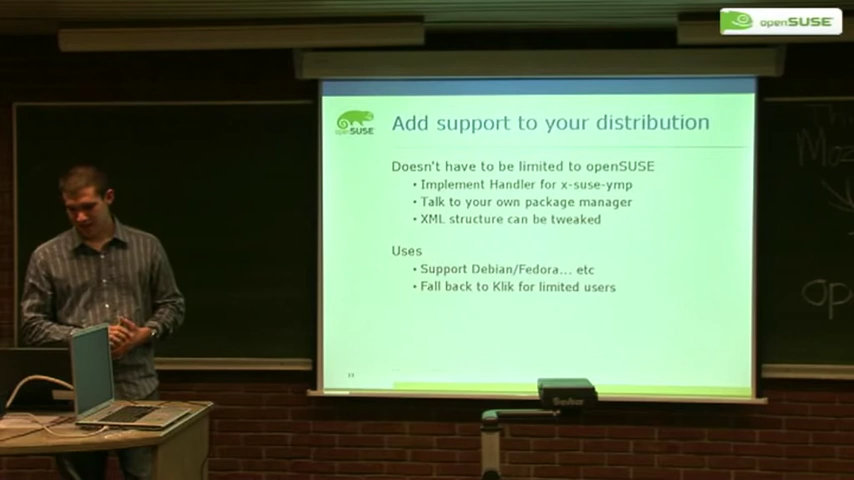 openSUSE
openSUSE
Add support to your distribution
Doesn't have to be limited to openSUSE
• Implement Handler for x-suse-ymp
• Talk to your own package manager
• XML structure can be tweaked
Uses
• Support Debian/Fedora... etc
• Fall back to Klik for limited users